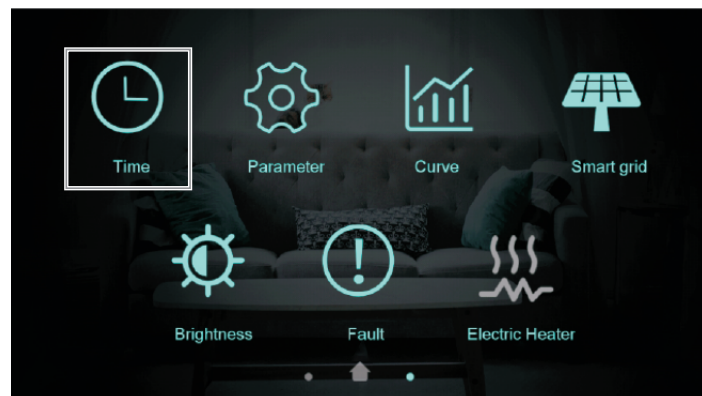 Time
Parameter
Curve
Smart grid
Brightness
Fault
Electric Heater